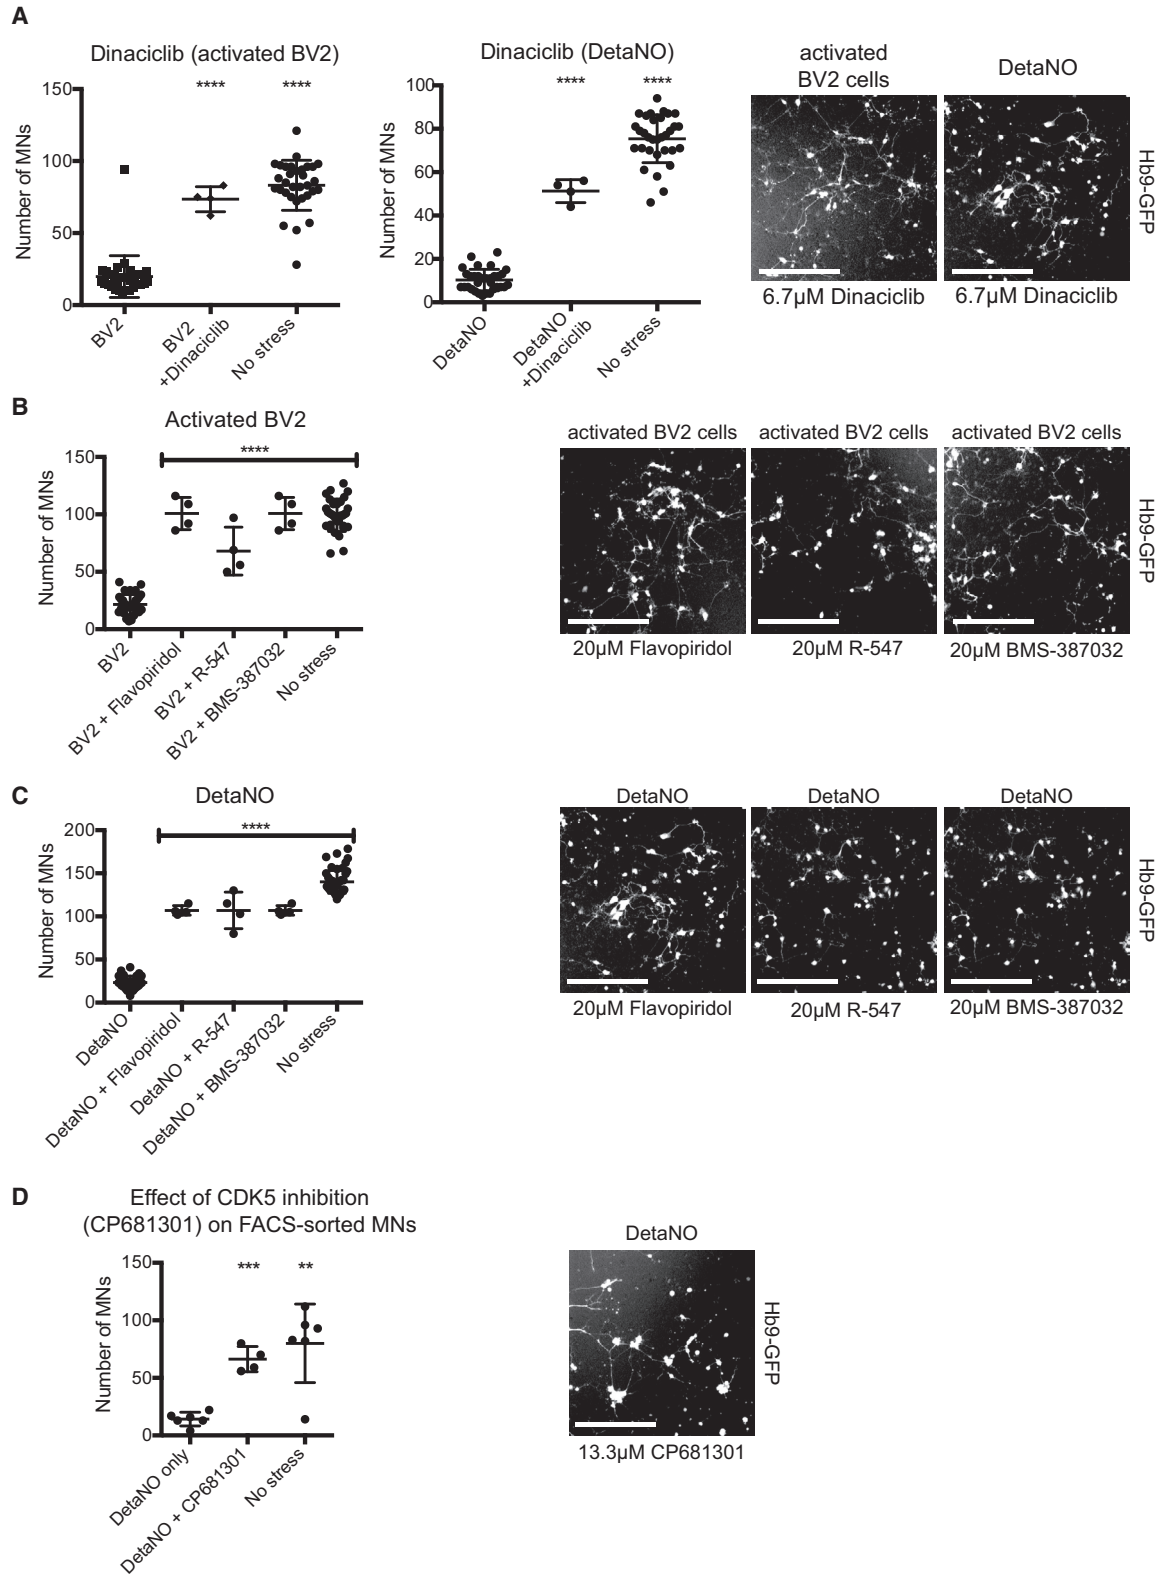 A
Dinaciclib (activated BV2)
****
****
150
100
50
0
Number of MNs
BV2
BV2
+Dinaciclib
No stress
Dinaciclib (DetaNO)
****
****
100
80
60
40
20
0
Number of MNs
DetaNO
DetaNO
+Dinaciclib
No stress
activated
BV2 cells
DetaNO
6.7µM Dinaciclib
6.7µM Dinaciclib
Hb9-GFP
B
Activated BV2
****
150
100
50
0
Number of MNs
BV2
BV2 + Flavopiridol
BV2 + R-547
BV2 + BMS-387032
No stress
activated BV2 cells
activated BV2 cells
activated BV2 cells
20µM Flavopiridol
20µM R-547
20µM BMS-387032
Hb9-GFP
C
DetaNO
****
200
150
100
50
0
Number of MNs
DetaNO
DetaNO + Flavopiridol
DetaNO + R-547
DetaNO + BMS-387032
No stress
DetaNO
DetaNO
DetaNO
20µM Flavopiridol
20µM R-547
20µM BMS-387032
Hb9-GFP
D
Effect of CDK5 inhibition
(CP681301) on FACS-sorted MNs
***
**
150
100
50
0
Number of MNs
DetaNO only
DetaNO + CP681301
No stress
DetaNO
13.3µM CP681301
Hb9-GFP